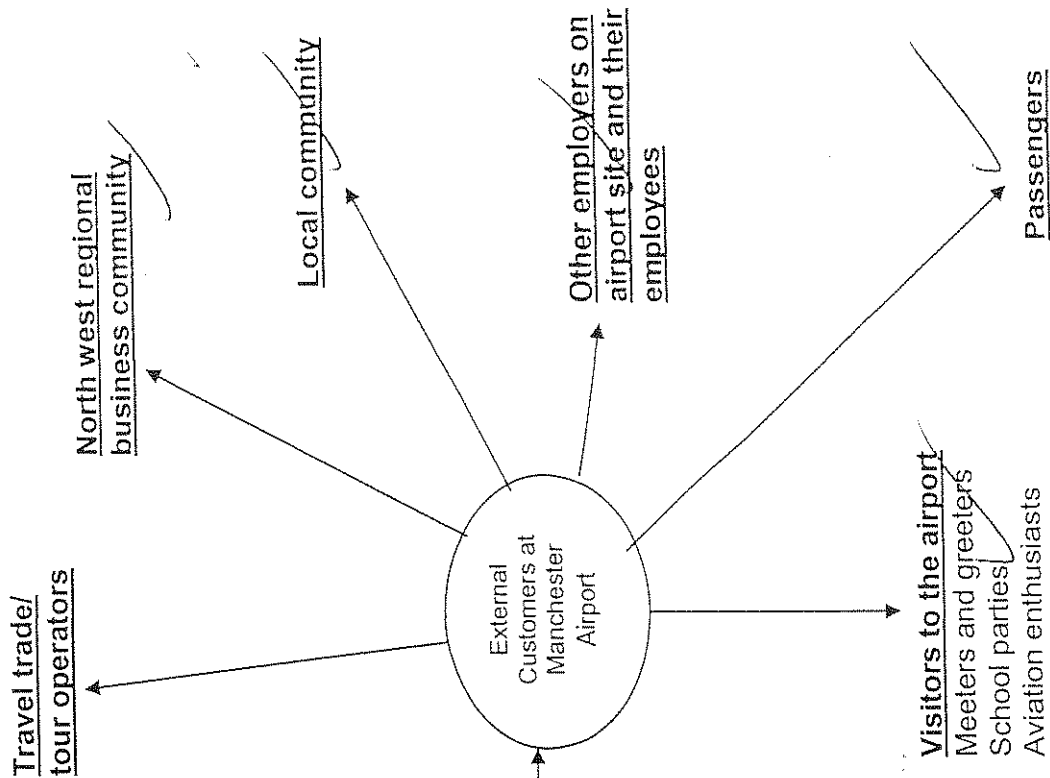 Travel trade/
tour operators
North west regional
business community
Local community
Other employers on
airport site and their
employees
Passengers
External
Customers at
Manchester
Airport
Visitors to the airport
Meeters and greeters
School parties
Aviation enthusiasts